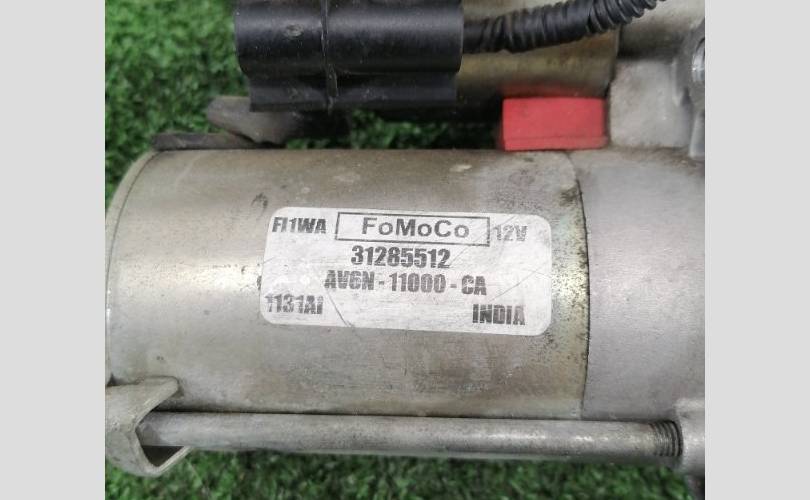 FI1WA FoMoCo 12V
31285512
AV6N-11000-CA
1131AI INDIA